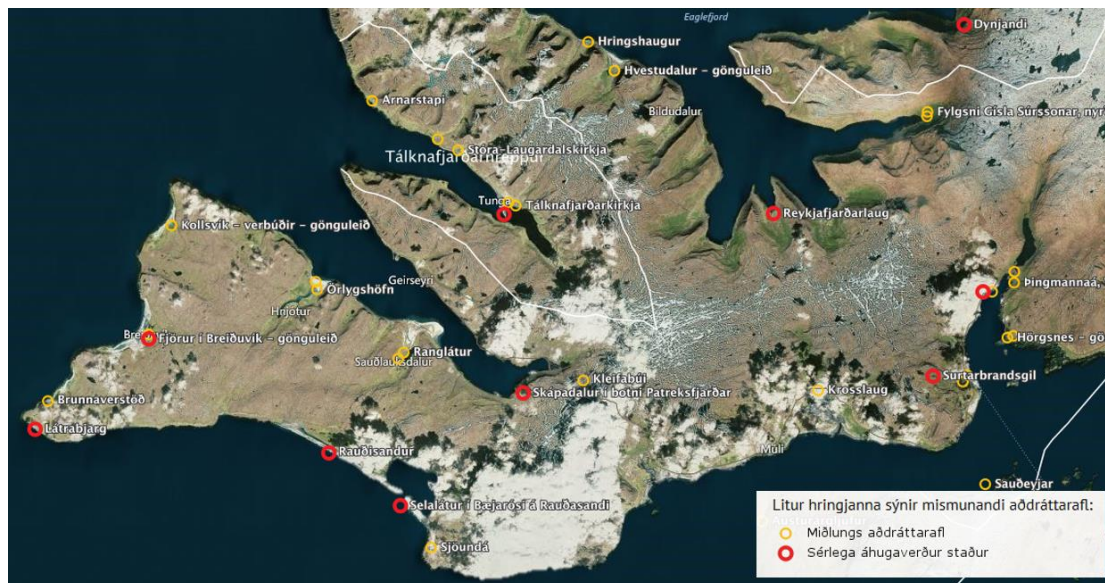 Eaglefjord
Dynjandi
Hringshaugur
Hvestudalur – gönguleið
Arnarstapi
Bíldudalur
Fylgsni Gísla Súrssonar, nýr
Stóra-Laugardalskirkja
Tálknafjarðarhreppur
Tunga
Tálknafjarðarkirkja
Reykjafjarðarlaug
Kollsvík – verbúðir – gönguleið
Geirseyri
Örlygshöfn
Hnjótur
Þingmannaá,
Fjörur í Breiðuvík – gönguleið
Hörgsnes – gö
Ranglátur
Sauðlauksdalur
Kleifabúi
Surtarbrandsgil
Skápadalur í botni Patreksfjarðar
Krosslaug
Brunnaverstöð
Látrabjarg
Rauðisandur
Múli
Sauðeyjar
Selalátur í Bæjarósi á Rauðasandi
Sjöundá
Litur hringjanna sýnir mismunandi aðdráttarafl:
Miðlungs aðdráttarafl
Sérlega áhugaverður staður